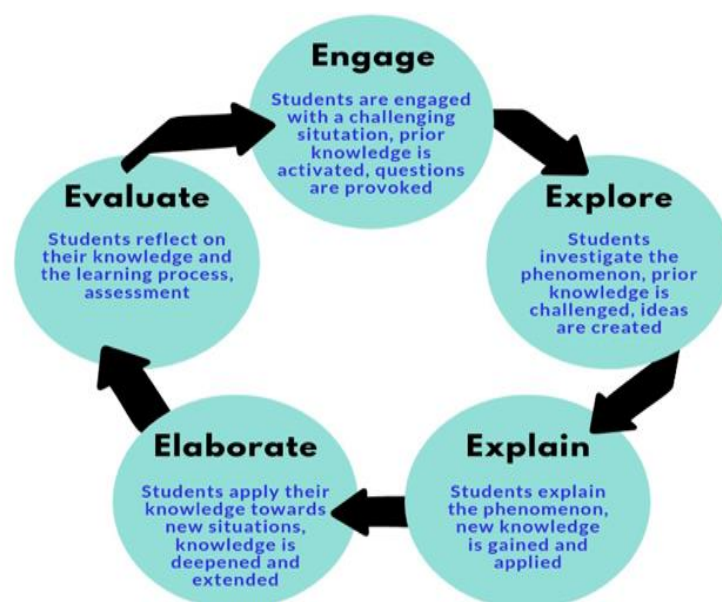 Engage
Students are engaged
with a challenging
situtation, prior
knowledge is
activated, questions
are provoked
Explore
Students
investigate the
phenomenon, prior
knowledge is
challenged, ideas
are created
Explain
Students explain
the phenomenon,
new knowledge
is gained and
applied
Elaborate
Students apply their
knowledge towards
new situations,
knowledge is
deepened and
extended
Evaluate
Students reflect on
their knowledge and
the learning process,
assessment